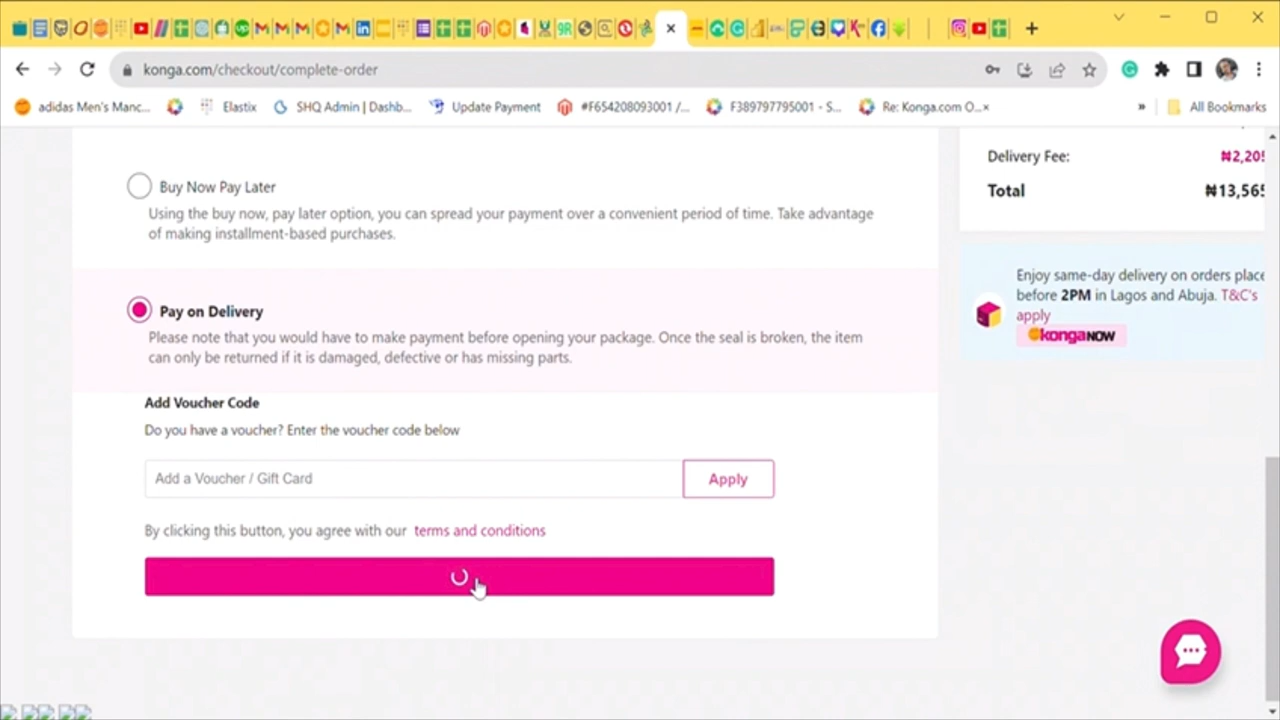 konga.com/checkout/complete-order
adidas Men's Manc...
Elastix
SHQ Admin | Dashb...
Update Payment
#F654208093001 /...
F389797795001 - S...
Re: Konga.com O...
»
All Bookmarks
Delivery Fee: ₦2,205
Total ₦13,565
Buy Now Pay Later
Using the buy now, pay later option, you can spread your payment over a convenient period of time. Take advantage
of making installment-based purchases.
Enjoy same-day delivery on orders place
before 2PM in Lagos and Abuja. T&C's
apply
konga NOW
Pay on Delivery
Please note that you would have to make payment before opening your package. Once the seal is broken, the item
can only be returned if it is damaged, defective or has missing parts.
Add Voucher Code
Do you have a voucher? Enter the voucher code below
Add a Voucher / Gift Card
Apply
By clicking this button, you agree with our terms and conditions